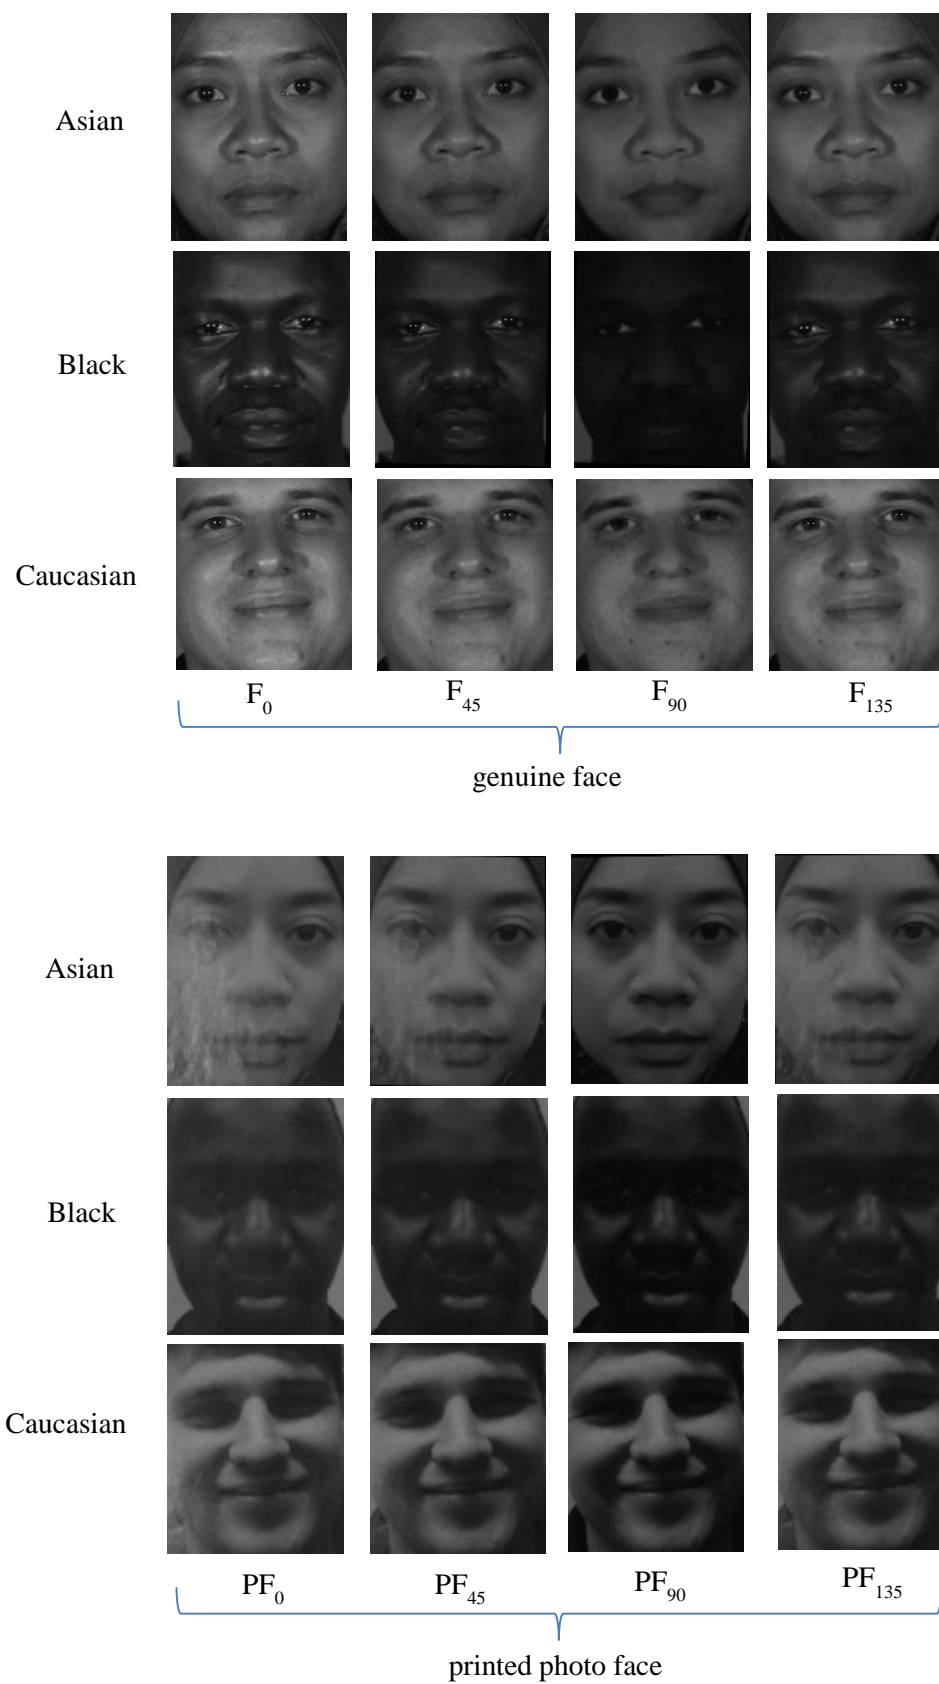 Asian
Black
Caucasian
F0 F45 F90 F135
genuine face
Asian
Black
Caucasian
PF0 PF45 PF90 PF135
printed photo face